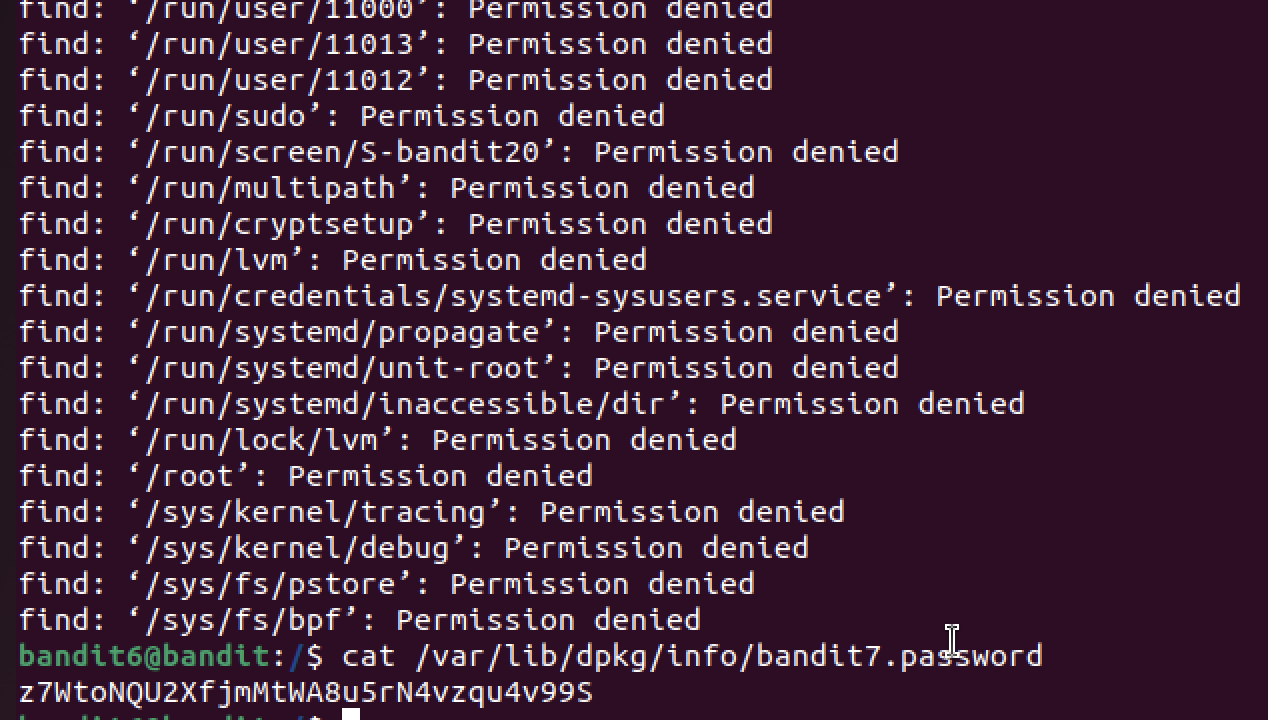 find: ‘/run/user/11000’: Permission denied
find: ‘/run/user/11013’: Permission denied
find: ‘/run/user/11012’: Permission denied
find: ‘/run/sudo’: Permission denied
find: ‘/run/screen/S-bandit20’: Permission denied
find: ‘/run/multipath’: Permission denied
find: ‘/run/cryptsetup’: Permission denied
find: ‘/run/lvm’: Permission denied
find: ‘/run/credentials/systemd-sysusers.service’: Permission denied
find: ‘/run/systemd/propagate’: Permission denied
find: ‘/run/systemd/unit-root’: Permission denied
find: ‘/run/systemd/inaccessible/dir’: Permission denied
find: ‘/run/lock/lvm’: Permission denied
find: ‘/root’: Permission denied
find: ‘/sys/kernel/tracing’: Permission denied
find: ‘/sys/kernel/debug’: Permission denied
find: ‘/sys/fs/pstore’: Permission denied
find: ‘/sys/fs/bpf’: Permission denied
bandit6@bandit:/$ cat /var/lib/dpkg/info/bandit7.password
z7WtoNQU2XfjmMtWA8u5rN4vzqu4v99S
bandit6@bandit:/$